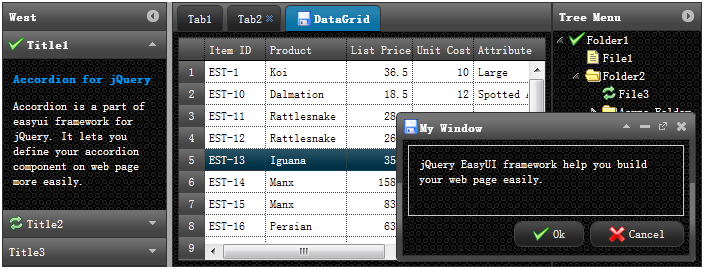 West
Title1
Accordion for jQuery
Accordion is a part of
easyui framework for
jQuery. It lets you
define your accordion
component on web page
more easily.
Title2
Title3
Tab1 Tab2 DataGrid
Item ID Product List Price Unit Cost Attribute
1 EST-1 Koi 36.5 10 Large
2 EST-10 Dalmation 18.5 12 Spotted
3 EST-11 Rattlesnake 28
4 EST-12 Rattlesnake 26
5 EST-13 Iguana 35
6 EST-14 Manx 158
7 EST-15 Manx 83
8 EST-16 Persian 63
9
Tree Menu
Folder1
File1
Folder2
File3
My Window
jQuery EasyUI framework help you build
your web page easily.
Ok Cancel